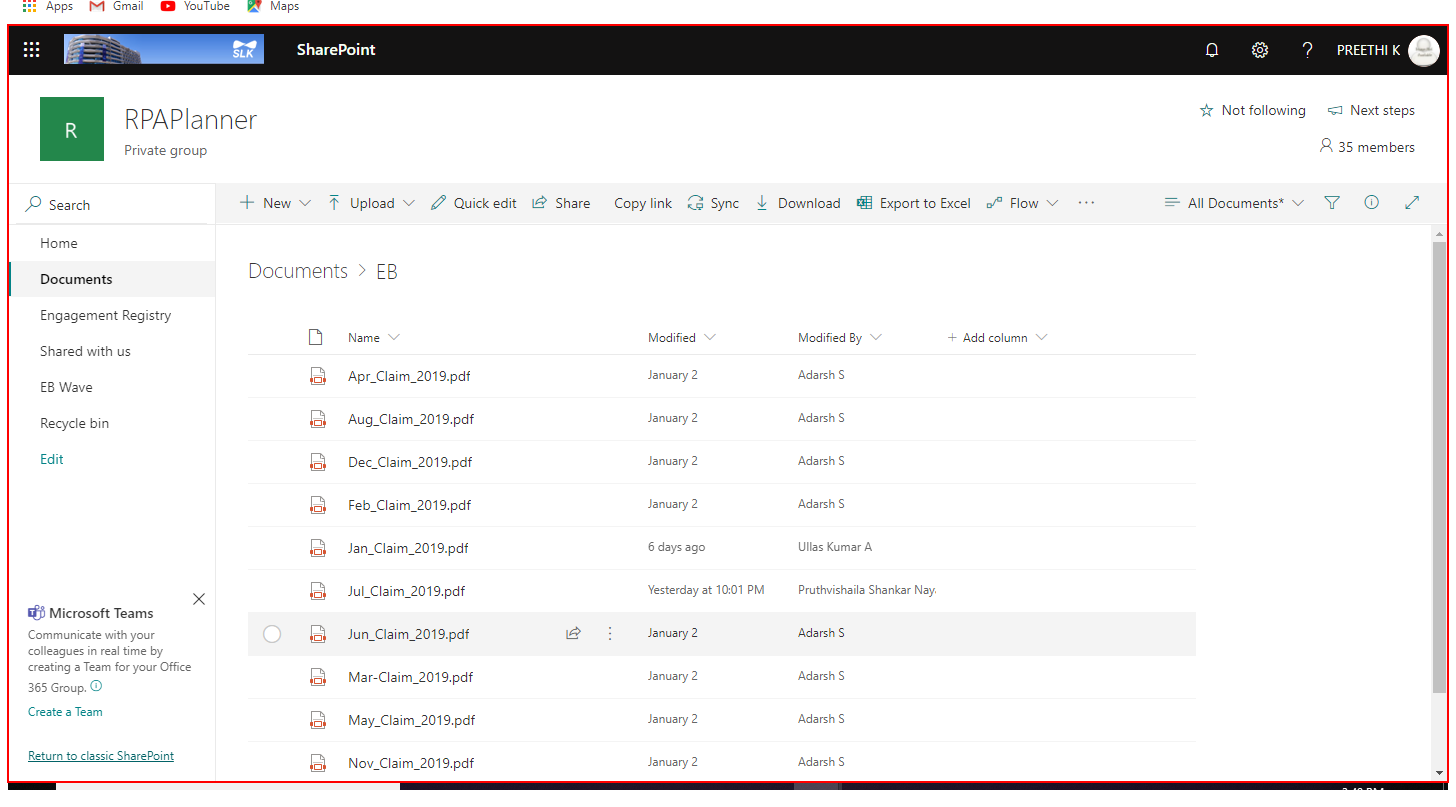 Apps Gmail YouTube Maps
SLK SharePoint ? PREETHI K
R RPAPlanner
Private group
Not following Next steps
35 members
Search
New Upload Quick edit Share Copy link Sync Download Export to Excel Flow ... All Documents*
Home
Documents
Engagement Registry
Shared with us
EB Wave
Recycle bin
Edit
Documents > EB
Name Modified Modified By + Add column
Apr_Claim_2019.pdf January 2 Adarsh S
Aug_Claim_2019.pdf January 2 Adarsh S
Dec_Claim_2019.pdf January 2 Adarsh S
Feb_Claim_2019.pdf January 2 Adarsh S
Jan_Claim_2019.pdf 6 days ago Ullas Kumar A
Jul_Claim_2019.pdf Yesterday at 10:01 PM Pruthvishaila Shankar Nay
Jun_Claim_2019.pdf January 2 Adarsh S
Mar-Claim_2019.pdf January 2 Adarsh S
May_Claim_2019.pdf January 2 Adarsh S
Nov_Claim_2019.pdf January 2 Adarsh S
Microsoft Teams
Communicate with your
colleagues in real time by
creating a Team for your Office
365 Group.
Create a Team
Return to classic SharePoint